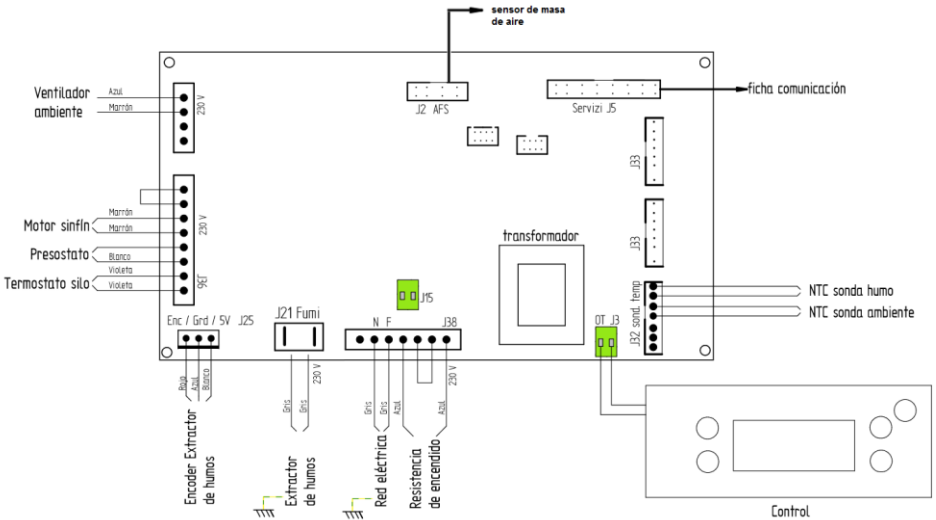 sensor de masa
de aire
Ventilador
ambiente
Azul
Marrón
230 V
J2 AFS
Servizi J5
ficha comunicación
J33
J33
Motor sinfín
Marrón
Marrón
230 V
Presostato
Blanco
Termostato silo
Violeta
Violeta
J36
transformador
J15
Enc / Grd / 5V J25
J21 Fumi
N F
J38
OT J3
J32 sond. temp
NTC sonda humo
NTC sonda ambiente
Rojo
Azul
Blanco
Encoder Extractor
de humos
Gris
Gris
230 V
Extractor
de humos
Gris
Gris
Azul
Azul
230 V
Red eléctrica
Resistencia
de encendido
Control